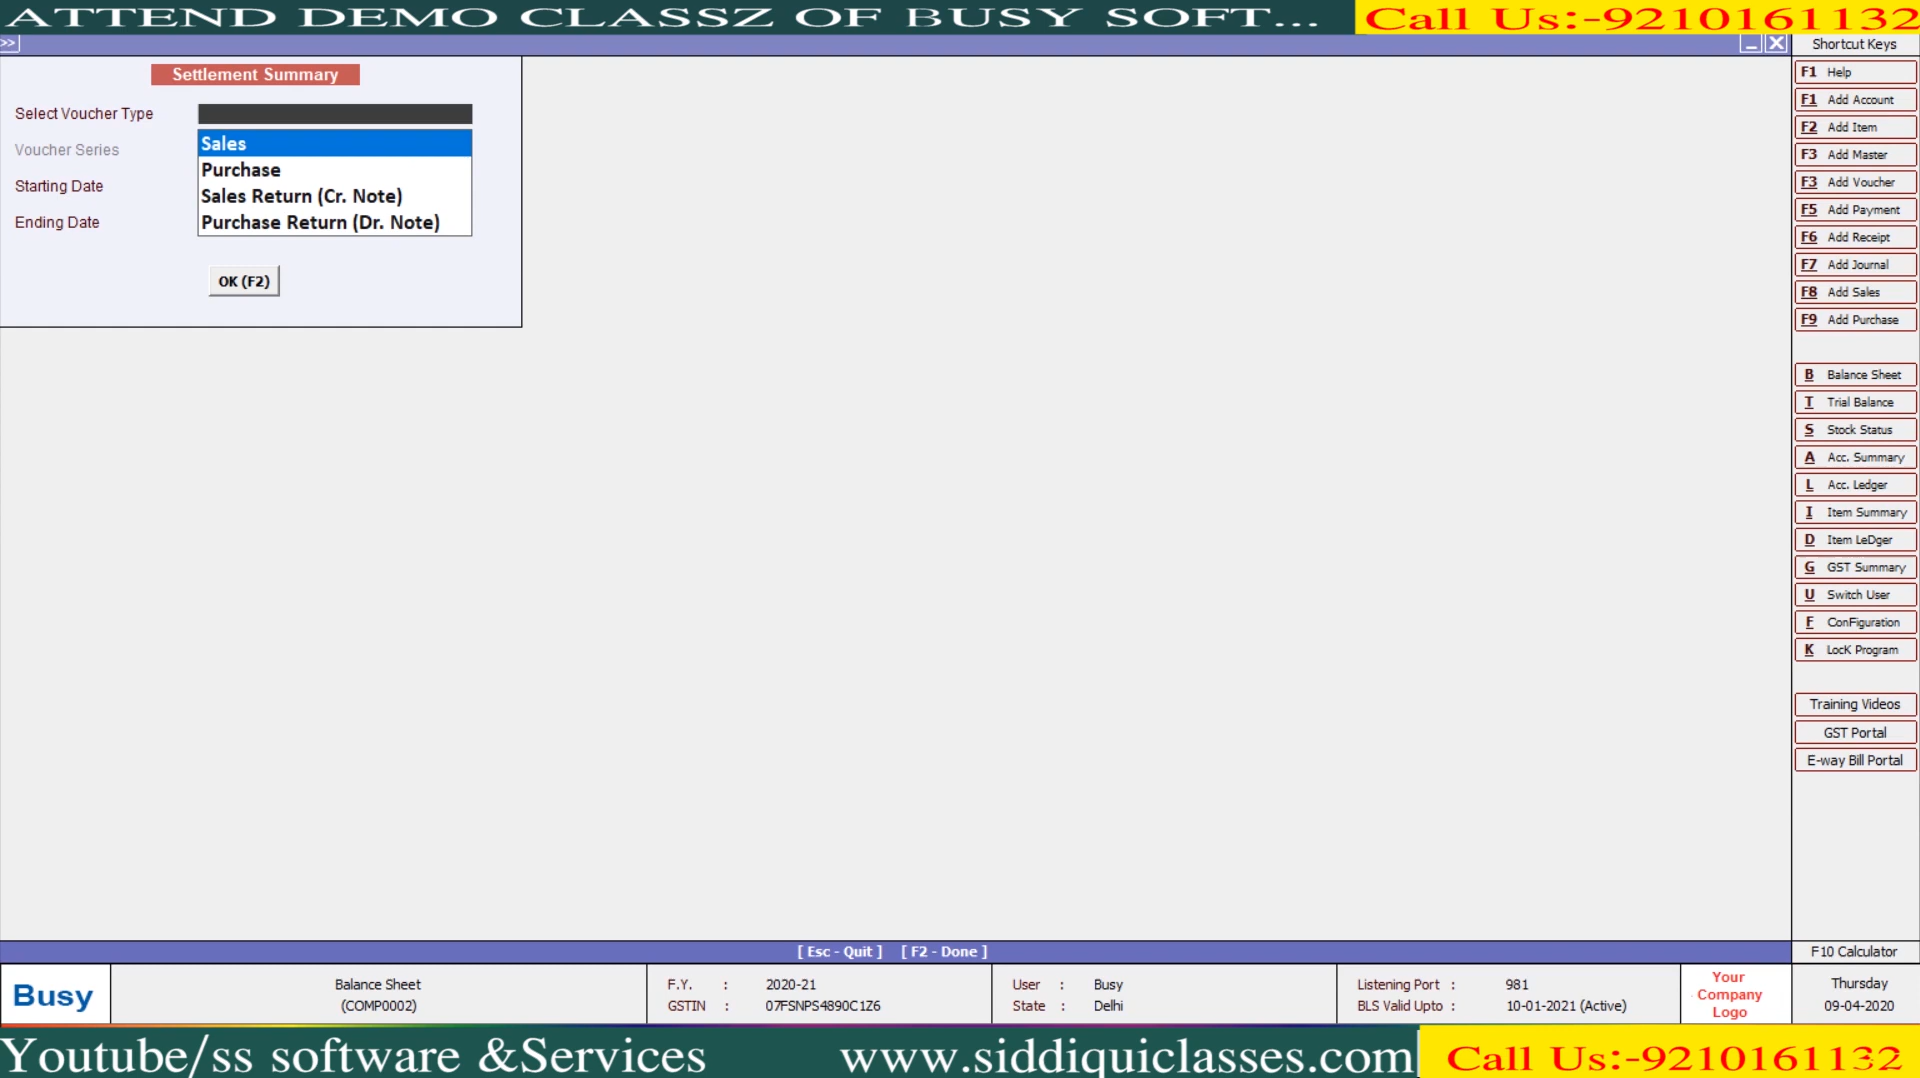 ATTEND DEMO CLASSZ OF BUSY SOFT...
Call Us:-9210161132
>>
Shortcut Keys
Settlement Summary
Select Voucher Type
Sales
Purchase
Sales Return (Cr. Note)
Purchase Return (Dr. Note)
Voucher Series
Starting Date
Ending Date
OK (F2)
F1 Help
F1 Add Account
F2 Add Item
F3 Add Master
F3 Add Voucher
F5 Add Payment
F6 Add Receipt
F7 Add Journal
F8 Add Sales
F9 Add Purchase
B Balance Sheet
T Trial Balance
S Stock Status
A Acc. Summary
L Acc. Ledger
I Item Summary
D Item LeDger
G GST Summary
U Switch User
F ConFiguration
K LocK Program
Training Videos
GST Portal
E-way Bill Portal
[ Esc - Quit ] [ F2 - Done ]
F10 Calculator
Busy
Balance Sheet
(COMP0002)
F.Y. : 2020-21
GSTIN : 07FSNPS4890C1Z6
User : Busy
State : Delhi
Listening Port : 981
BLS Valid Upto : 10-01-2021 (Active)
Your
Company
Logo
Thursday
09-04-2020
Youtube/ss software &Services
www.siddiquiclasses.com
Call Us:-9210161132